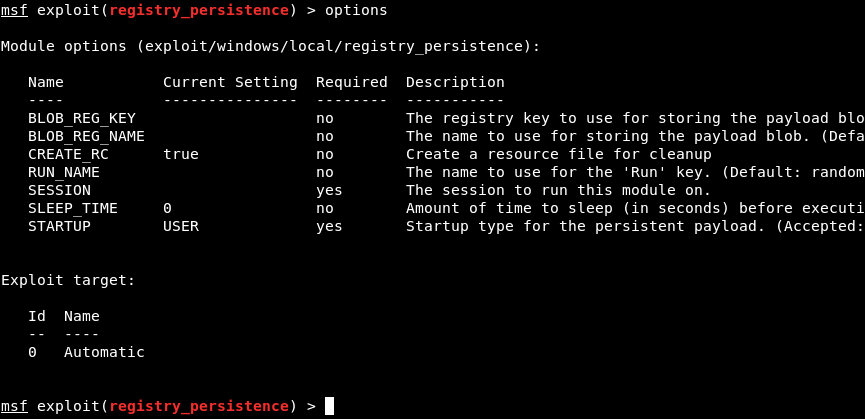 msf exploit(registry_persistence) > options
Module options (exploit/windows/local/registry_persistence):
Name Current Setting Required Description
---- --------------- -------- -----------
BLOB_REG_KEY no The registry key to use for storing the payload blo
BLOB_REG_NAME no The name to use for storing the payload blob. (Defa
CREATE_RC true no Create a resource file for cleanup
RUN_NAME no The name to use for the 'Run' key. (Default: random
SESSION yes The session to run this module on.
SLEEP_TIME 0 no Amount of time to sleep (in seconds) before executi
STARTUP USER yes Startup type for the persistent payload. (Accepted:
Exploit target:
Id Name
-- ----
0 Automatic
msf exploit(registry_persistence) >